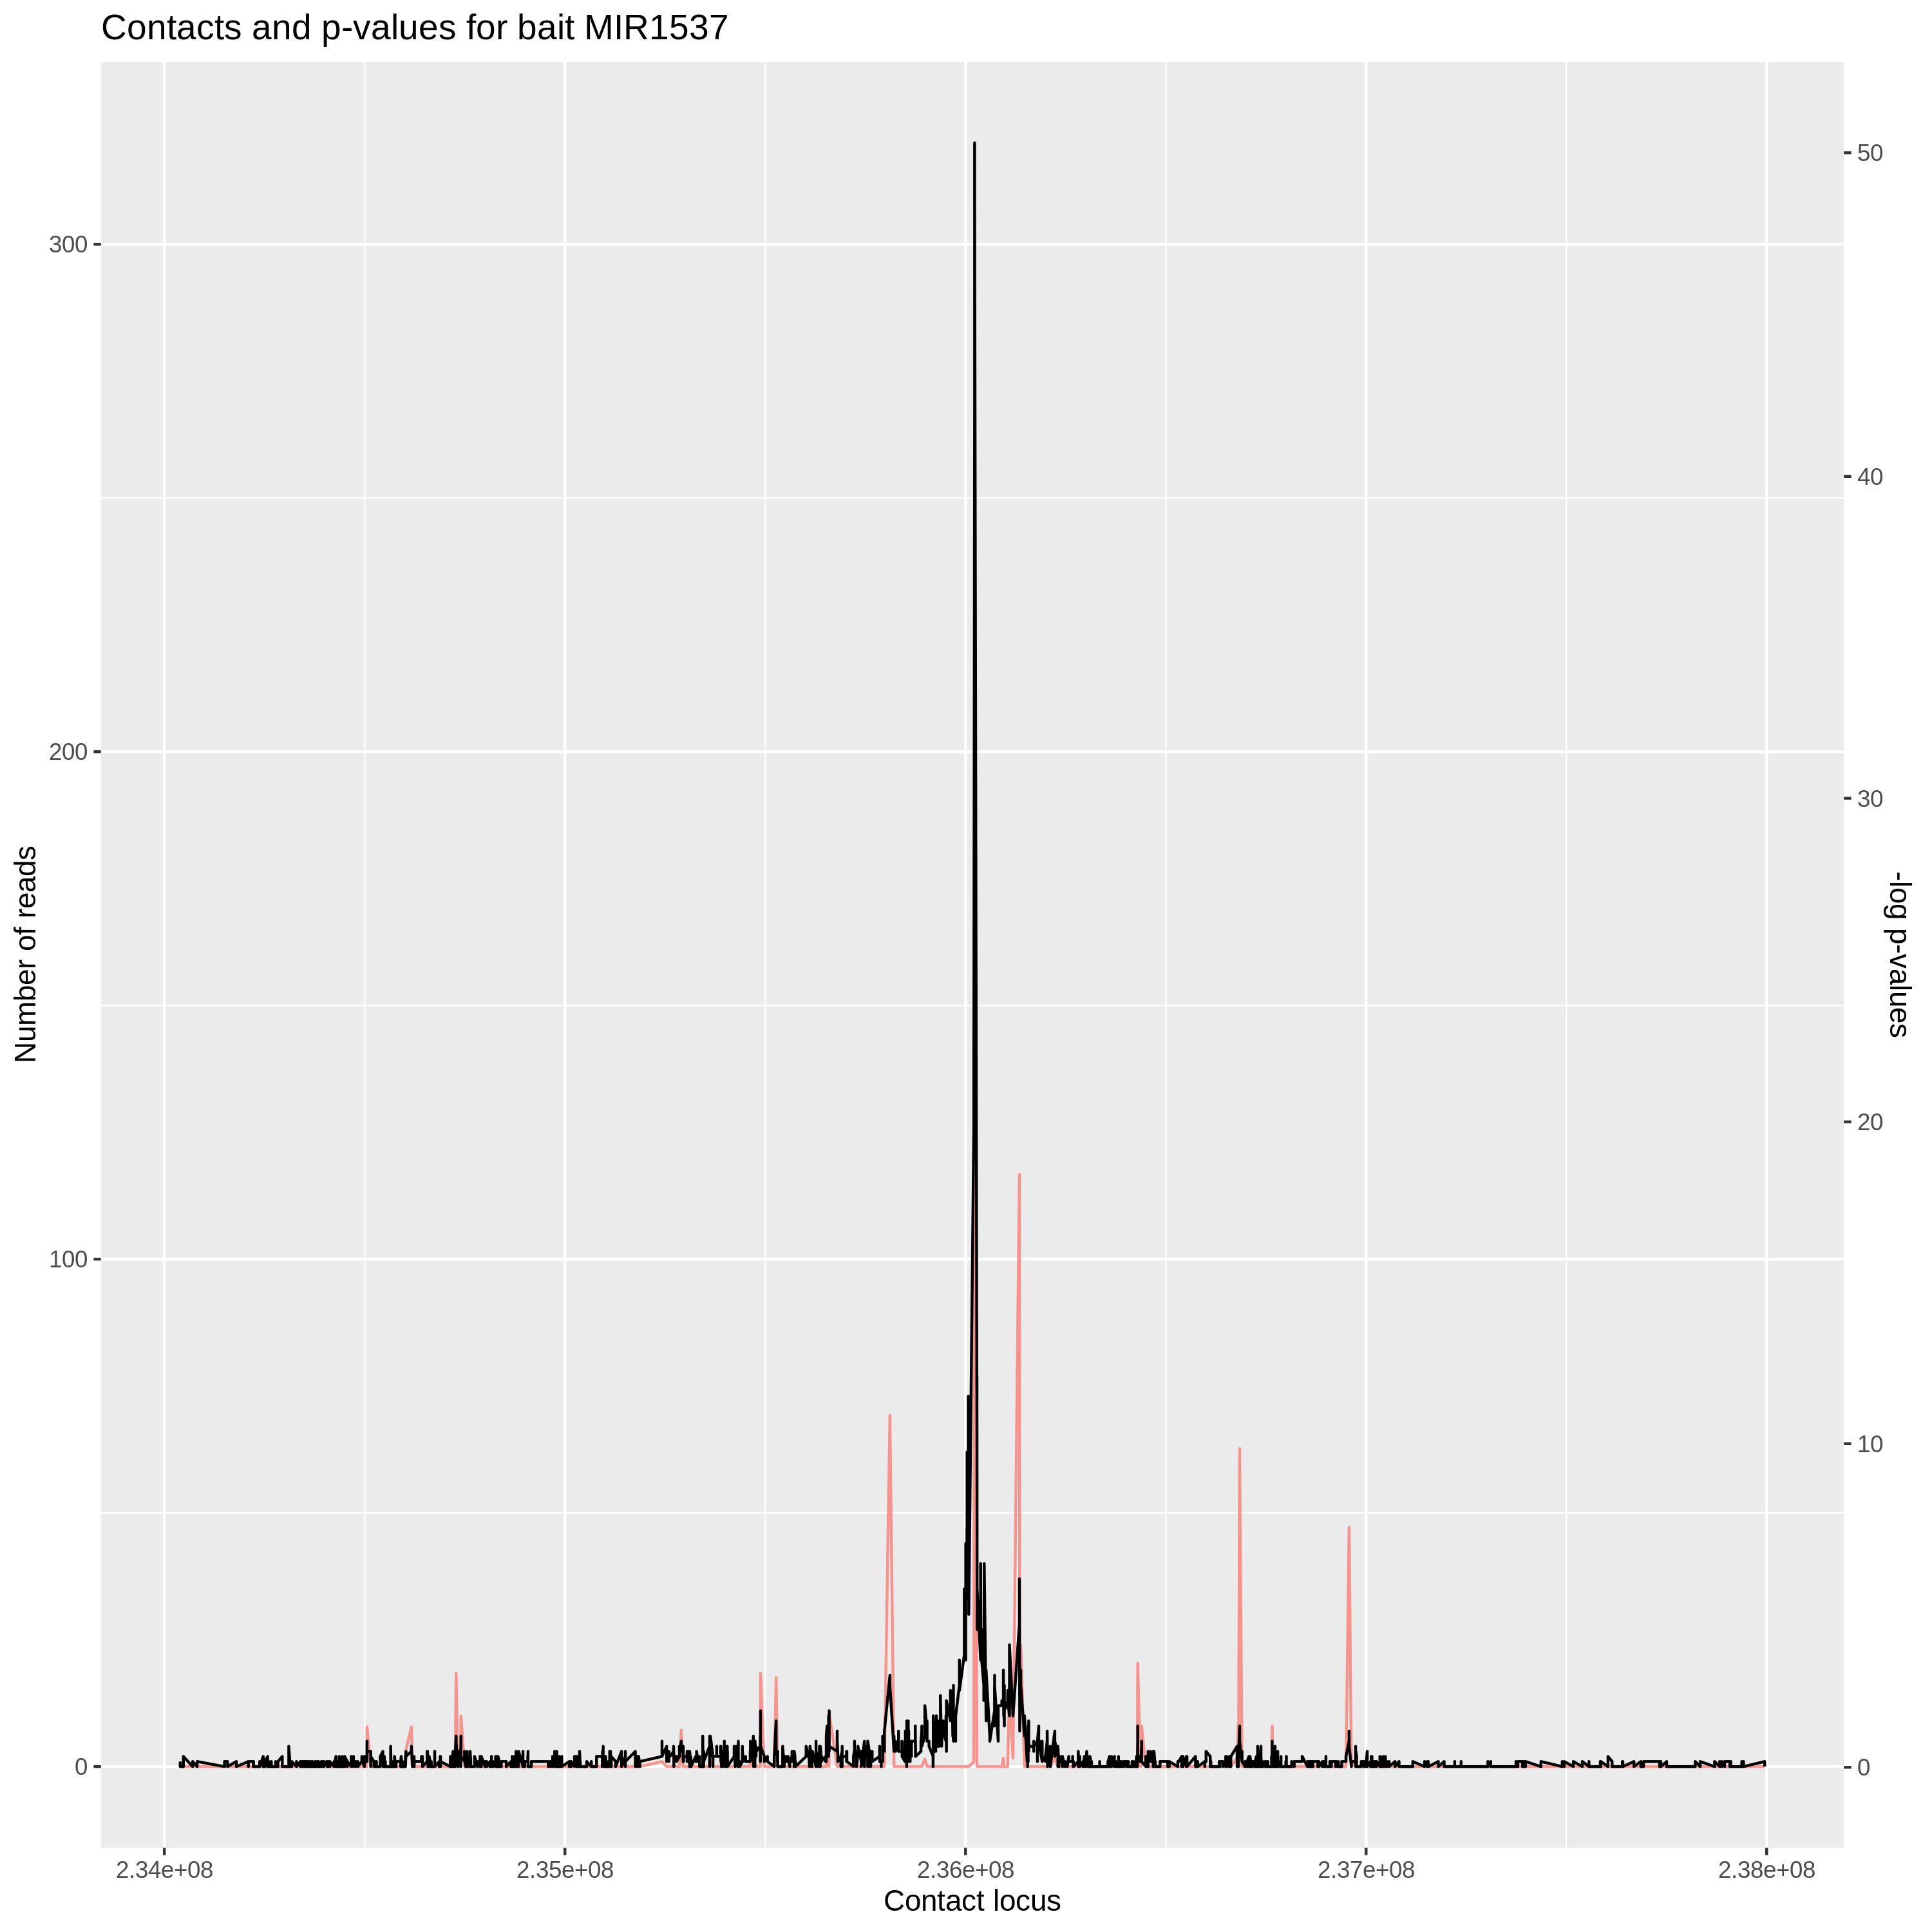 Contacts and p-values for bait MIR1537
Number of reads
300
200
100
0
50
40
30
20
10
0
-log p-values
2.34e+08 2.35e+08 2.36e+08 2.37e+08 2.38e+08
Contact locus